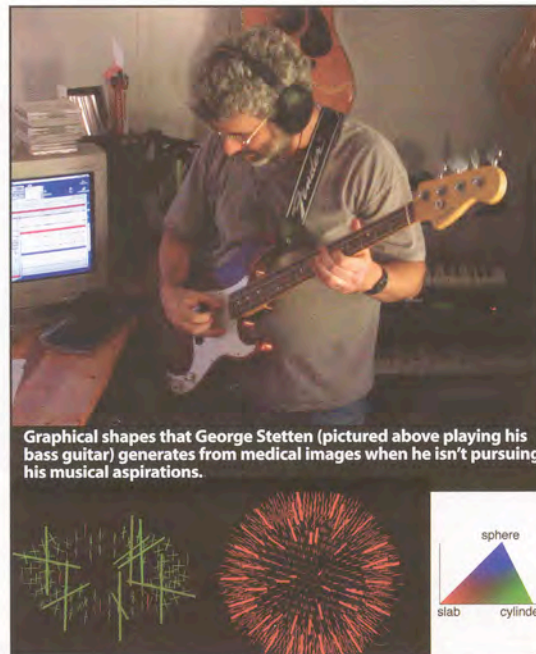 Fender
Graphical shapes that George Stetten (pictured above playing his
bass guitar) generates from medical images when he isn't pursuing
his musical aspirations.
sphere
slab
cylinde